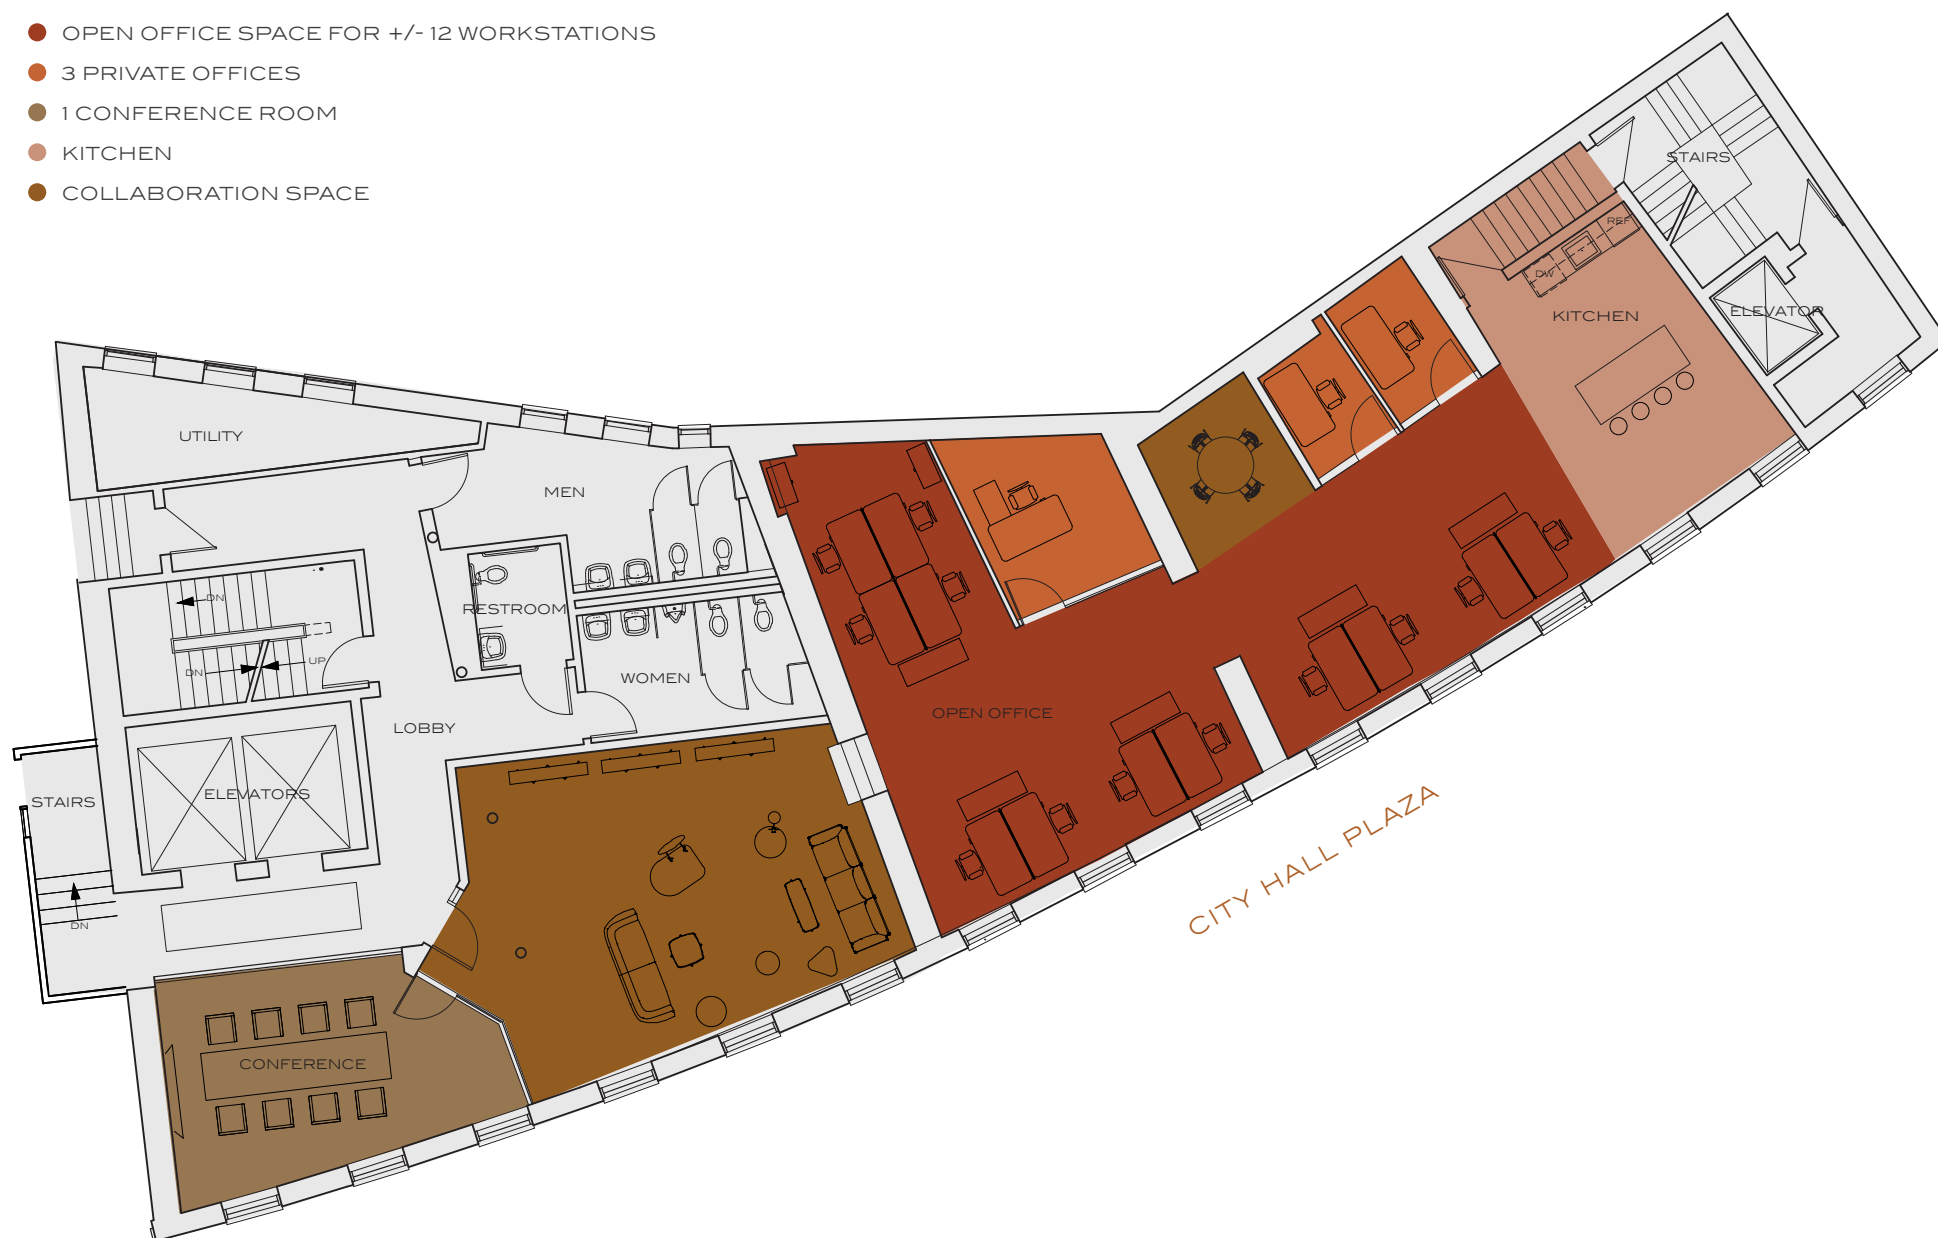 OPEN OFFICE SPACE FOR +/- 12 WORKSTATIONS
3 PRIVATE OFFICES
1 CONFERENCE ROOM
KITCHEN
COLLABORATION SPACE
STAIRS
REF
DW
KITCHEN
ELEVATOR
UTILITY
MEN
DN
RESTROOM
DN
UP
WOMEN
OPEN OFFICE
LOBBY
STAIRS
ELEVATORS
CITY HALL PLAZA
DN
CONFERENCE